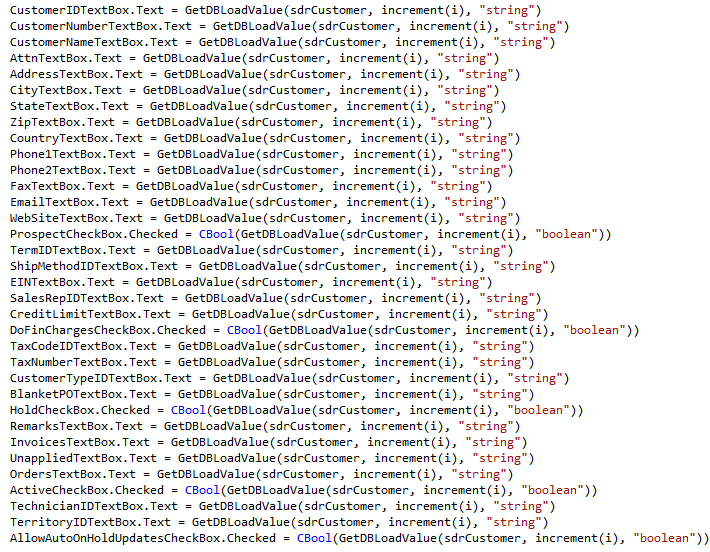 CustomerIDTextBox.Text = GetDBLoadValue(sdrCustomer, increment(i), "string")
CustomerNumberTextBox.Text = GetDBLoadValue(sdrCustomer, increment(i), "string")
CustomerNameTextBox.Text = GetDBLoadValue(sdrCustomer, increment(i), "string")
AttnTextBox.Text = GetDBLoadValue(sdrCustomer, increment(i), "string")
AddressTextBox.Text = GetDBLoadValue(sdrCustomer, increment(i), "string")
CityTextBox.Text = GetDBLoadValue(sdrCustomer, increment(i), "string")
StateTextBox.Text = GetDBLoadValue(sdrCustomer, increment(i), "string")
ZipTextBox.Text = GetDBLoadValue(sdrCustomer, increment(i), "string")
CountryTextBox.Text = GetDBLoadValue(sdrCustomer, increment(i), "string")
Phone1TextBox.Text = GetDBLoadValue(sdrCustomer, increment(i), "string")
Phone2TextBox.Text = GetDBLoadValue(sdrCustomer, increment(i), "string")
FaxTextBox.Text = GetDBLoadValue(sdrCustomer, increment(i), "string")
EmailTextBox.Text = GetDBLoadValue(sdrCustomer, increment(i), "string")
WebSiteTextBox.Text = GetDBLoadValue(sdrCustomer, increment(i), "string")
ProspectCheckBox.Checked = CBool(GetDBLoadValue(sdrCustomer, increment(i), "boolean"))
TermIDTextBox.Text = GetDBLoadValue(sdrCustomer, increment(i), "string")
ShipMethodIDTextBox.Text = GetDBLoadValue(sdrCustomer, increment(i), "string")
EINTextBox.Text = GetDBLoadValue(sdrCustomer, increment(i), "string")
SalesRepIDTextBox.Text = GetDBLoadValue(sdrCustomer, increment(i), "string")
CreditLimitTextBox.Text = GetDBLoadValue(sdrCustomer, increment(i), "string")
DoFinChargesCheckBox.Checked = CBool(GetDBLoadValue(sdrCustomer, increment(i), "boolean"))
TaxCodeIDTextBox.Text = GetDBLoadValue(sdrCustomer, increment(i), "string")
TaxNumberTextBox.Text = GetDBLoadValue(sdrCustomer, increment(i), "string")
CustomerTypeIDTextBox.Text = GetDBLoadValue(sdrCustomer, increment(i), "string")
BlanketPOTextBox.Text = GetDBLoadValue(sdrCustomer, increment(i), "string")
HoldCheckBox.Checked = CBool(GetDBLoadValue(sdrCustomer, increment(i), "boolean"))
RemarksTextBox.Text = GetDBLoadValue(sdrCustomer, increment(i), "string")
InvoicesTextBox.Text = GetDBLoadValue(sdrCustomer, increment(i), "string")
UnappliedTextBox.Text = GetDBLoadValue(sdrCustomer, increment(i), "string")
OrdersTextBox.Text = GetDBLoadValue(sdrCustomer, increment(i), "string")
ActiveCheckBox.Checked = CBool(GetDBLoadValue(sdrCustomer, increment(i), "boolean"))
TechnicianIDTextBox.Text = GetDBLoadValue(sdrCustomer, increment(i), "string")
TerritoryIDTextBox.Text = GetDBLoadValue(sdrCustomer, increment(i), "string")
AllowAutoOnHoldUpdatesCheckBox.Checked = CBool(GetDBLoadValue(sdrCustomer, increment(i), "boolean"))